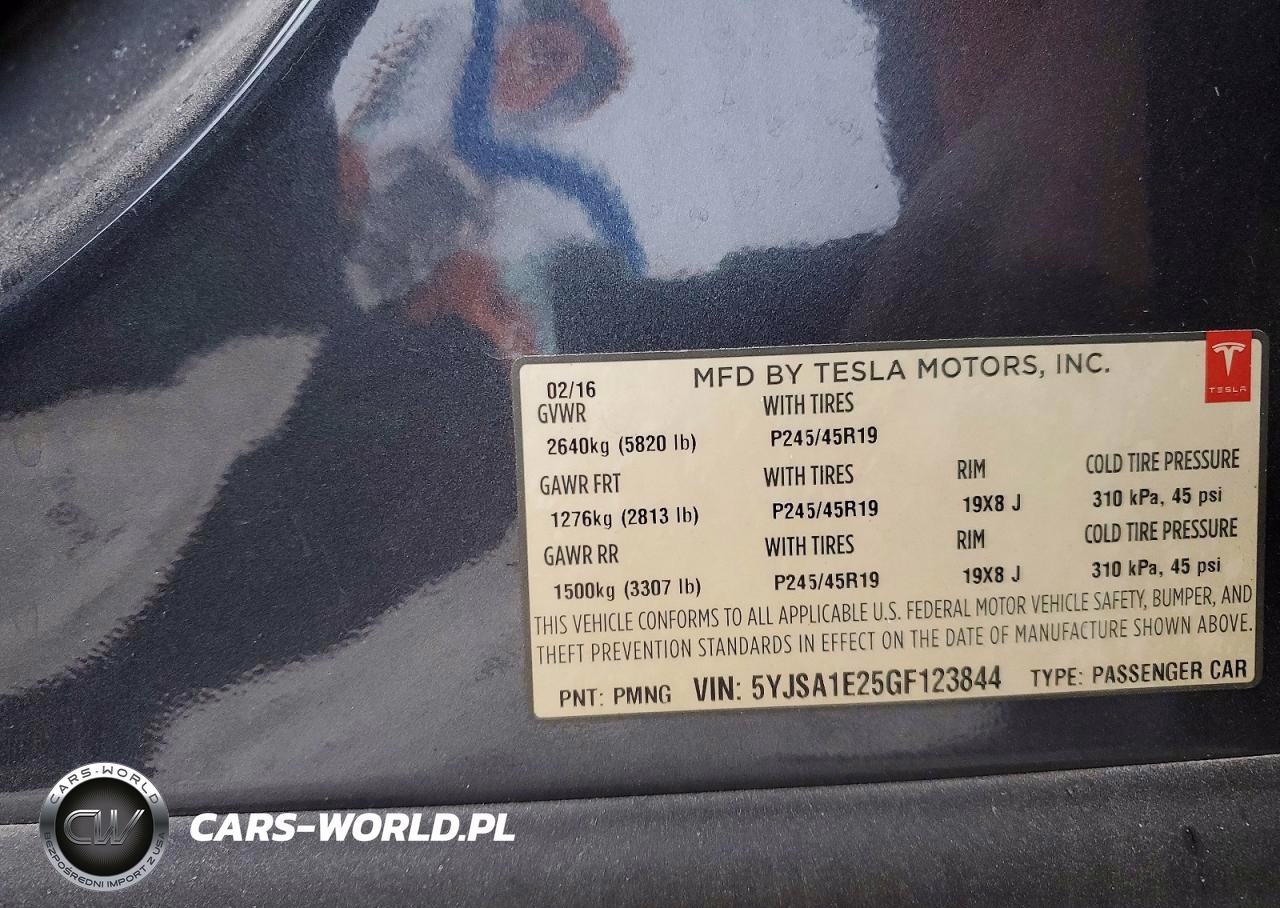 MFD BY TESLA MOTORS, INC.
TESLA
02/16
GVWR WITH TIRES
2640kg (5820 lb) P245/45R19
GAWR FRT WITH TIRES RIM COLD TIRE PRESSURE
1276kg (2813 lb) P245/45R19 19X8 J 310 kPa, 45 psi
GAWR RR WITH TIRES RIM COLD TIRE PRESSURE
1500kg (3307 lb) P245/45R19 19X8 J 310 kPa, 45 psi
THIS VEHICLE CONFORMS TO ALL APPLICABLE U.S. FEDERAL MOTOR VEHICLE SAFETY, BUMPER, AND
THEFT PREVENTION STANDARDS IN EFFECT ON THE DATE OF MANUFACTURE SHOWN ABOVE.
PNT: PMNG VIN: 5YJSA1E25GF123844 TYPE: PASSENGER CAR
CARS-WORLD
CW
BEZPOŚREDNI IMPORT Z USA
CARS-WORLD.PL